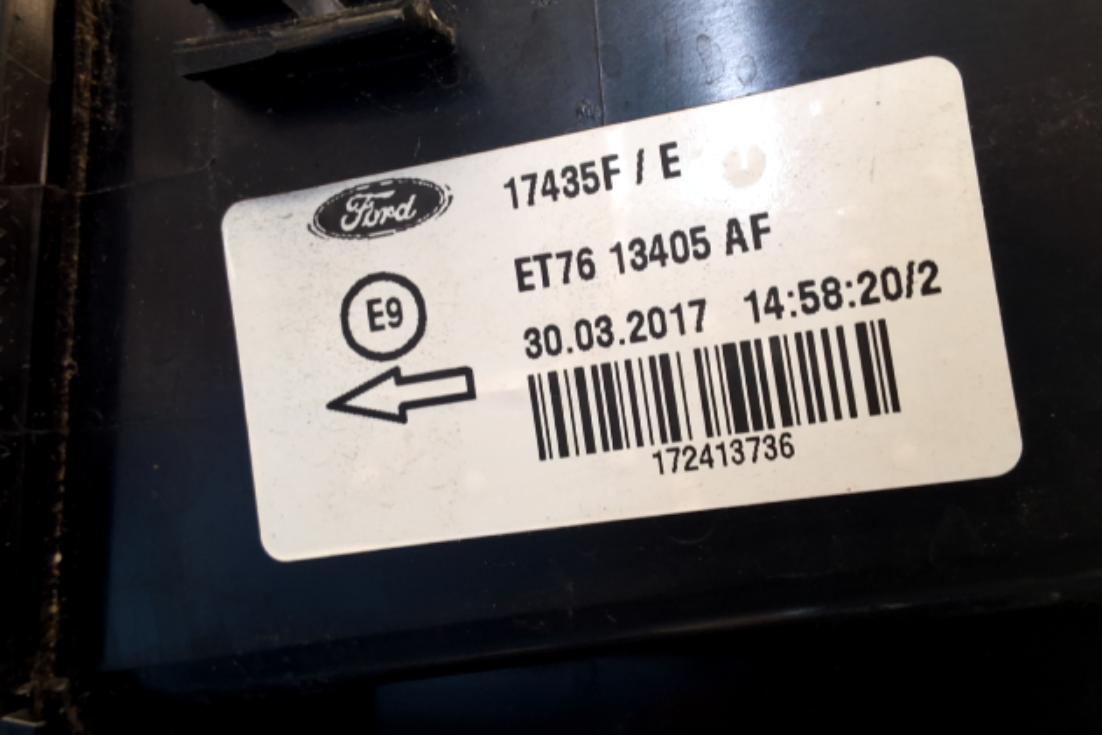 Ford
17435F / E
ET76 13405 AF
E9
30.03.2017 14:58:20/2
172413736